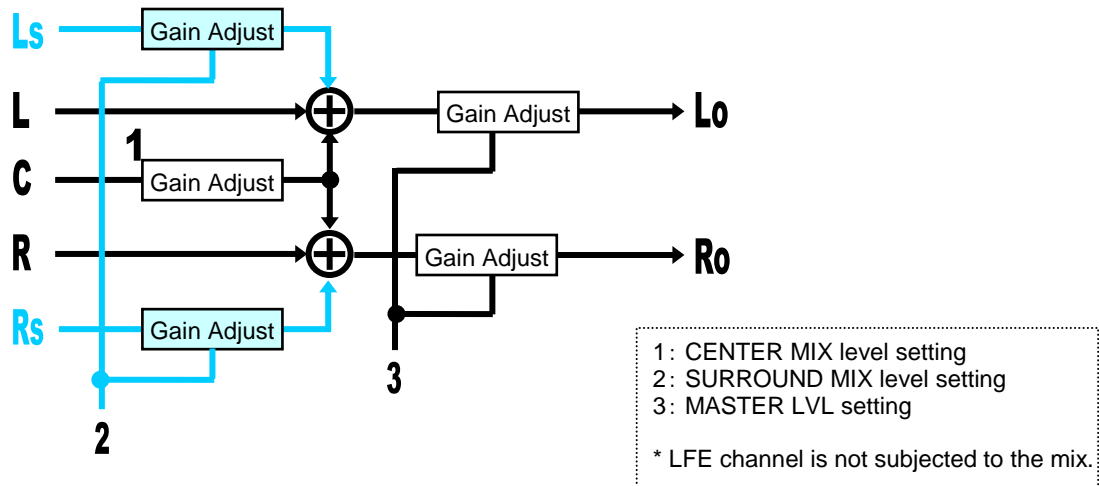 Ls Gain Adjust
L Gain Adjust Lo
1
C Gain Adjust
R Gain Adjust Ro
Rs Gain Adjust
3
2
1: CENTER MIX level setting
2: SURROUND MIX level setting
3: MASTER LVL setting
* LFE channel is not subjected to the mix.